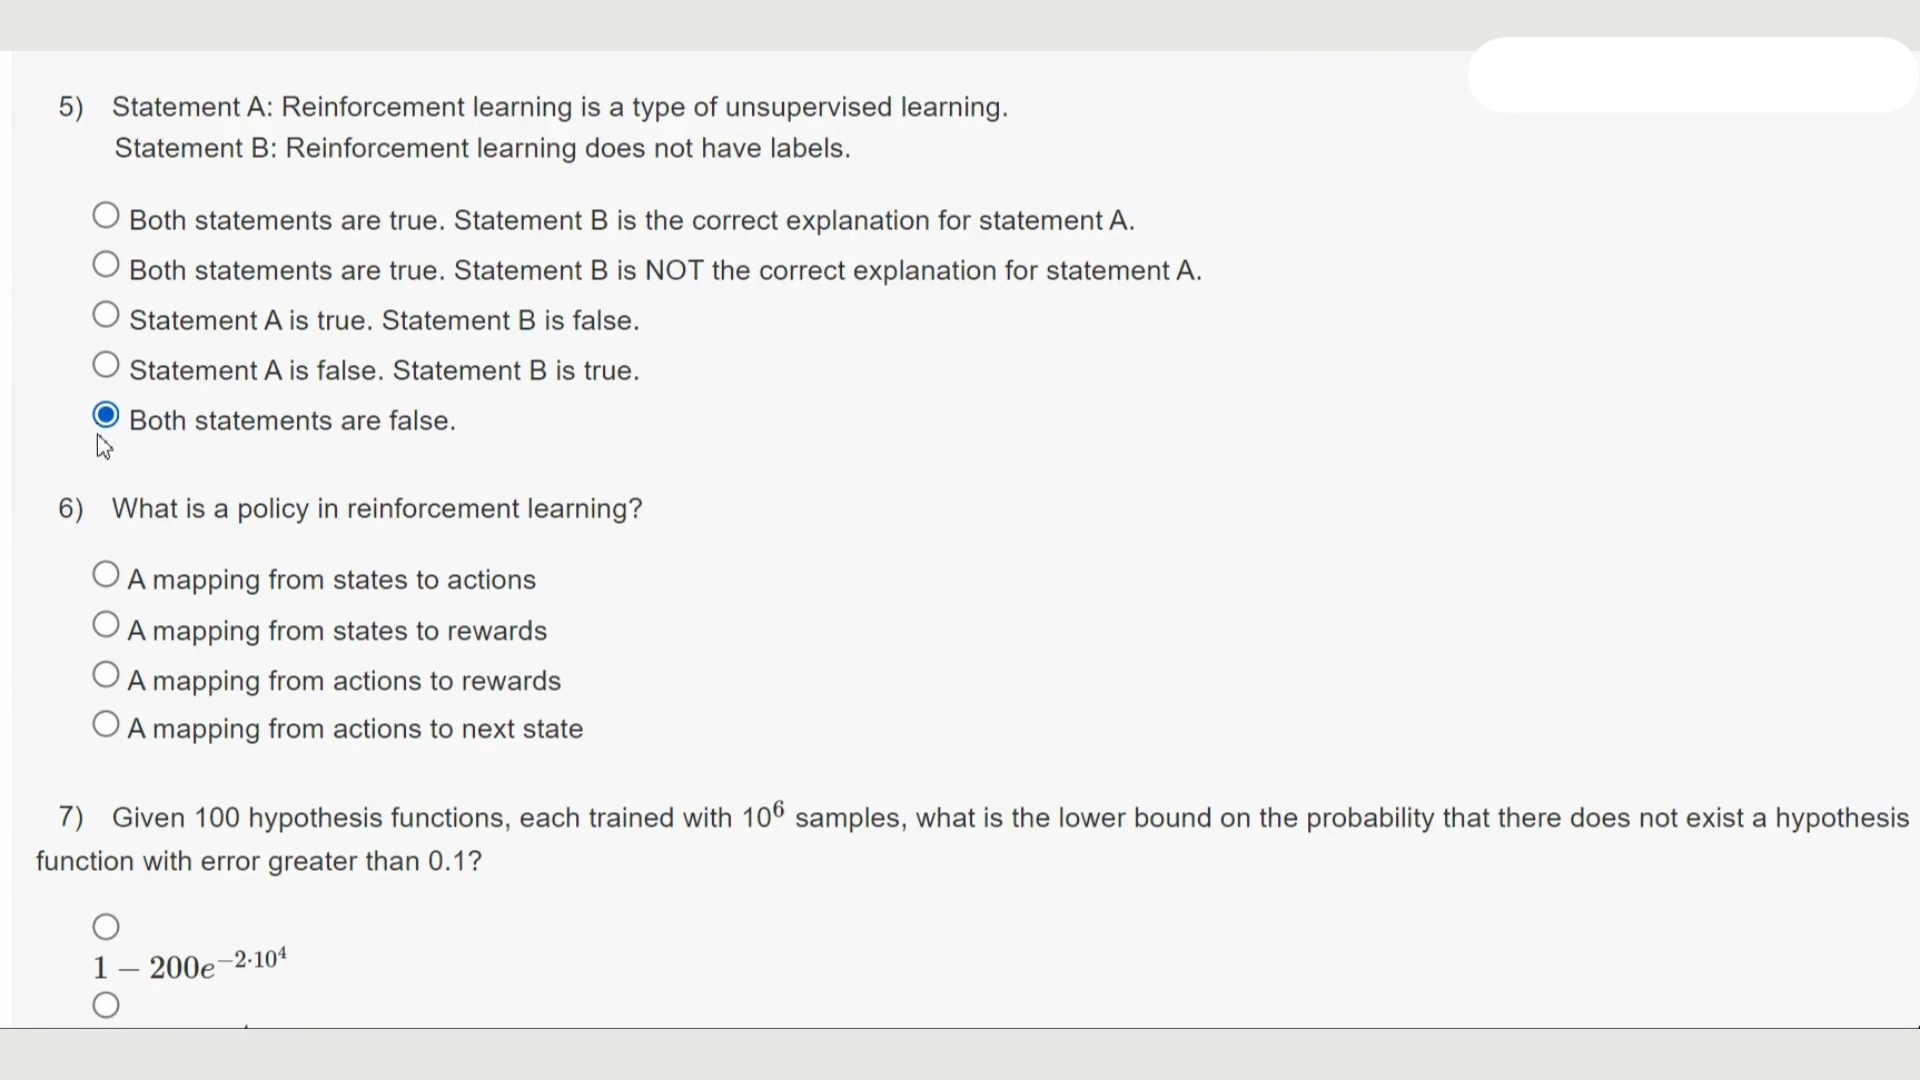 5) Statement A: Reinforcement learning is a type of unsupervised learning.
Statement B: Reinforcement learning does not have labels.
Both statements are true. Statement B is the correct explanation for statement A.
Both statements are true. Statement B is NOT the correct explanation for statement A.
Statement A is true. Statement B is false.
Statement A is false. Statement B is true.
Both statements are false.
6) What is a policy in reinforcement learning?
A mapping from states to actions
A mapping from states to rewards
A mapping from actions to rewards
A mapping from actions to next state
7) Given 100 hypothesis functions, each trained with 10⁶ samples, what is the lower bound on the probability that there does not exist a hypothesis
function with error greater than 0.1?
1 − 200e^{−2·10⁴}